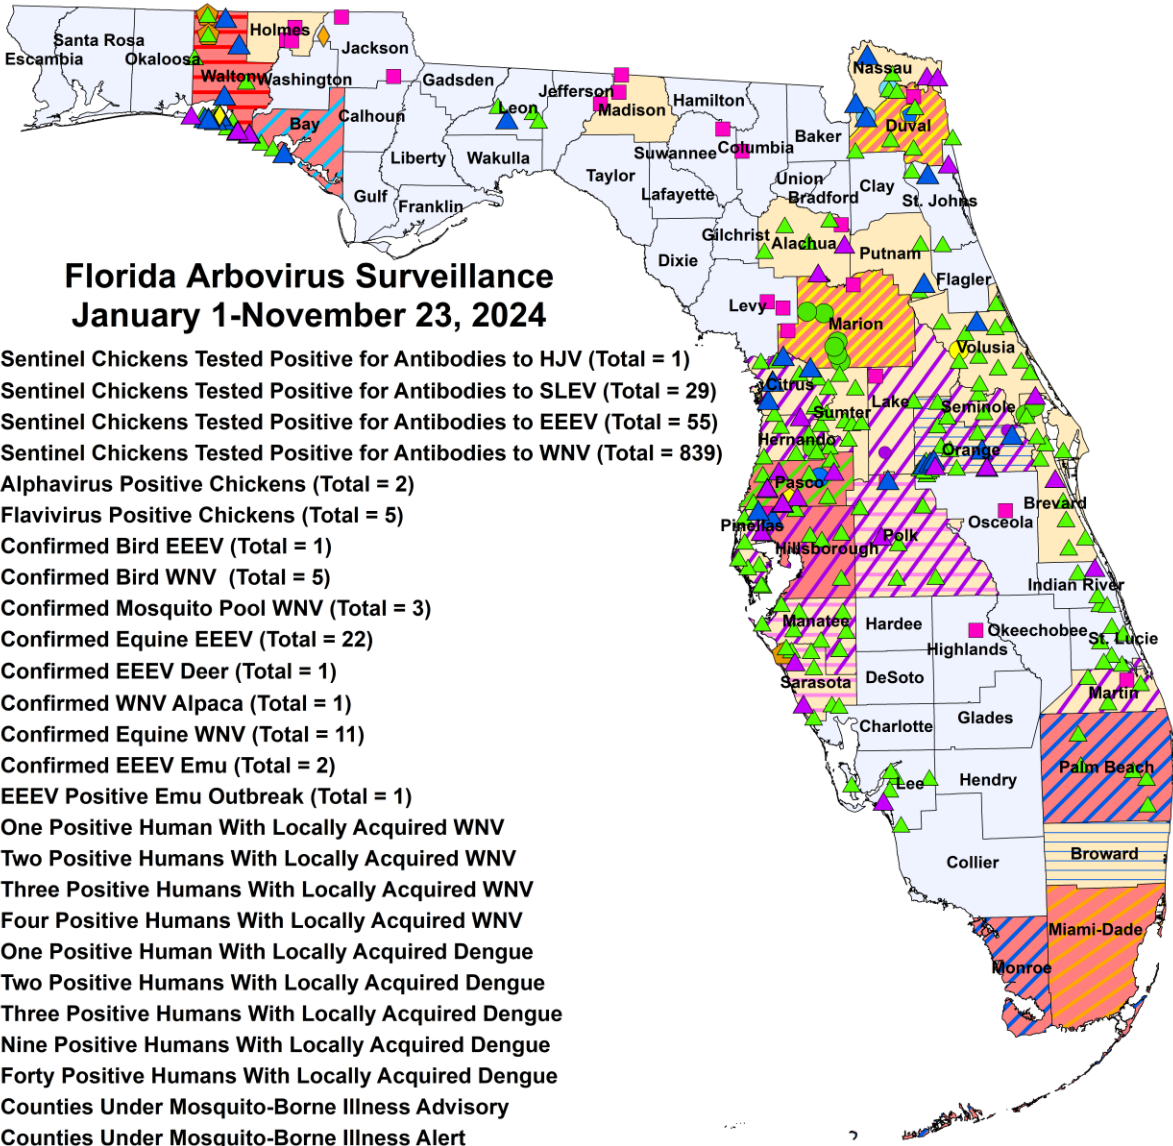 Santa Rosa
Escambia
Okaloosa
Holmes
Walton
Washington
Jackson
Bay
Calhoun
Gulf
Liberty
Franklin
Gadsden
Leon
Wakulla
Jefferson
Madison
Taylor
Hamilton
Suwannee
Lafayette
Columbia
Baker
Nassau
Duval
Union
Bradford
Clay
St. Johns
Gilchrist
Dixie
Alachua
Putnam
Flagler
Levy
Marion
Volusia
Citrus
Sumter
Lake
Seminole
Hernando
Orange
Pasco
Pinellas
Hillsborough
Polk
Osceola
Brevard
Indian River
Manatee
Hardee
Highlands
Okeechobee
St. Lucie
Sarasota
DeSoto
Martin
Charlotte
Glades
Lee
Hendry
Palm Beach
Collier
Broward
Monroe
Miami-Dade
Florida Arbovirus Surveillance
January 1-November 23, 2024
Sentinel Chickens Tested Positive for Antibodies to HJV (Total = 1)
Sentinel Chickens Tested Positive for Antibodies to SLEV (Total = 29)
Sentinel Chickens Tested Positive for Antibodies to EEEV (Total = 55)
Sentinel Chickens Tested Positive for Antibodies to WNV (Total = 839)
Alphavirus Positive Chickens (Total = 2)
Flavivirus Positive Chickens (Total = 5)
Confirmed Bird EEEV (Total = 1)
Confirmed Bird WNV (Total = 5)
Confirmed Mosquito Pool WNV (Total = 3)
Confirmed Equine EEEV (Total = 22)
Confirmed EEEV Deer (Total = 1)
Confirmed WNV Alpaca (Total = 1)
Confirmed Equine WNV (Total = 11)
Confirmed EEEV Emu (Total = 2)
EEEV Positive Emu Outbreak (Total = 1)
One Positive Human With Locally Acquired WNV
Two Positive Humans With Locally Acquired WNV
Three Positive Humans With Locally Acquired WNV
Four Positive Humans With Locally Acquired WNV
One Positive Human With Locally Acquired Dengue
Two Positive Humans With Locally Acquired Dengue
Three Positive Humans With Locally Acquired Dengue
Nine Positive Humans With Locally Acquired Dengue
Forty Positive Humans With Locally Acquired Dengue
Counties Under Mosquito-Borne Illness Advisory
Counties Under Mosquito-Borne Illness Alert